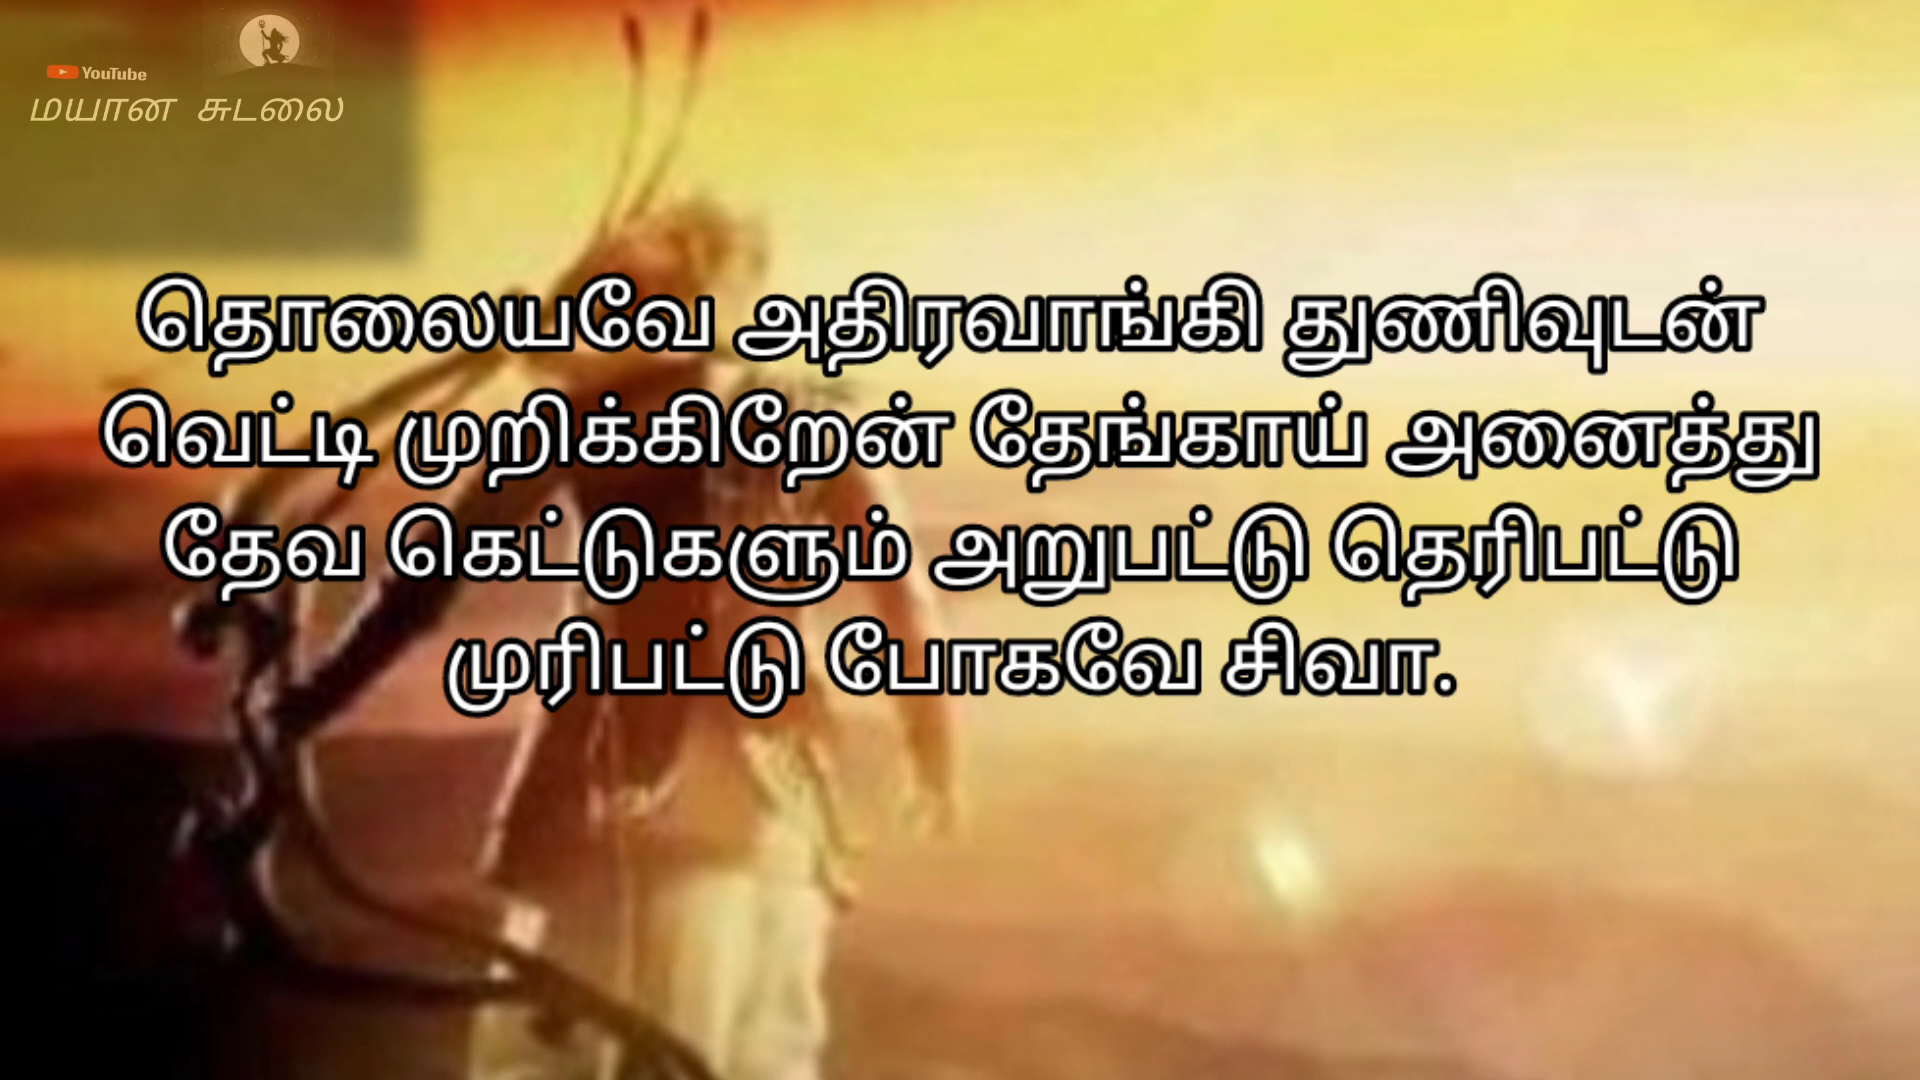 YouTube
மயான சுடலை
தொலையவே அதிரவாங்கி துணிவுடன்
வெட்டி முறிக்கிறேன் தேங்காய் அனைத்து
தேவ கெட்டுகளும் அறுபட்டு தெரிபட்டு
முரிபட்டு போகவே சிவா.